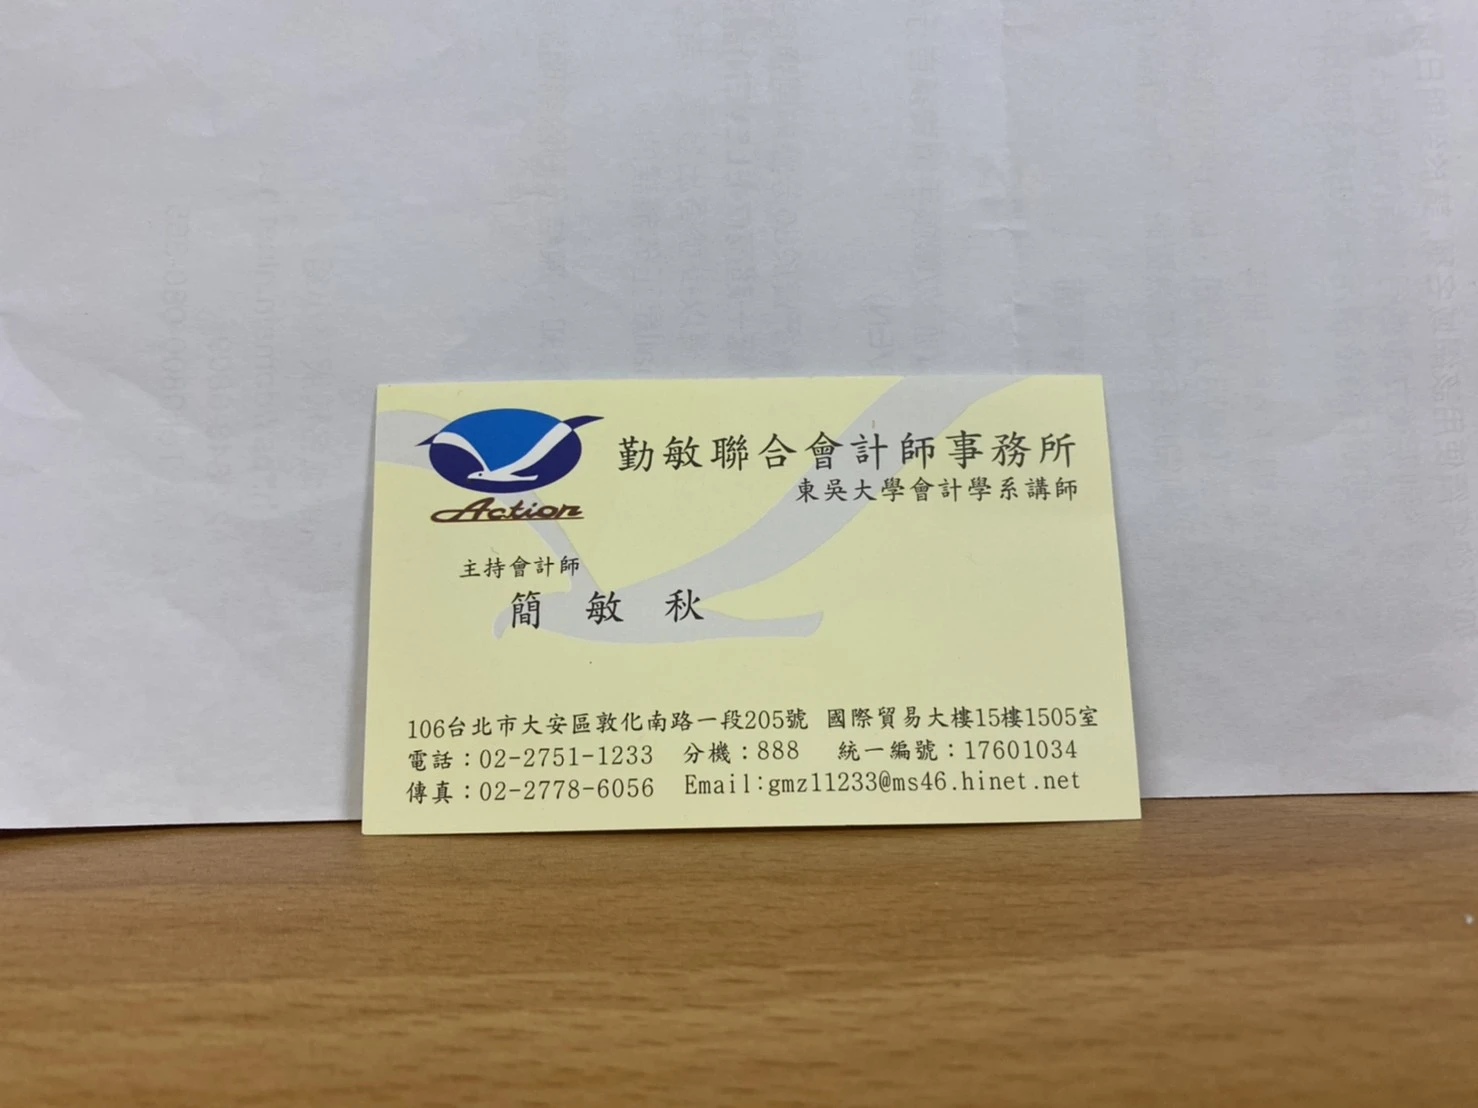 Action
勤敏聯合會計師事務所
東吳大學會計學系講師
主持會計師
簡 敏 秋
106台北市大安區敦化南路一段205號 國際貿易大樓15樓1505室
電話：02-2751-1233 分機：888 統一編號：17601034
傳真：02-2778-6056 Email:gmz11233@ms46.hinet.net